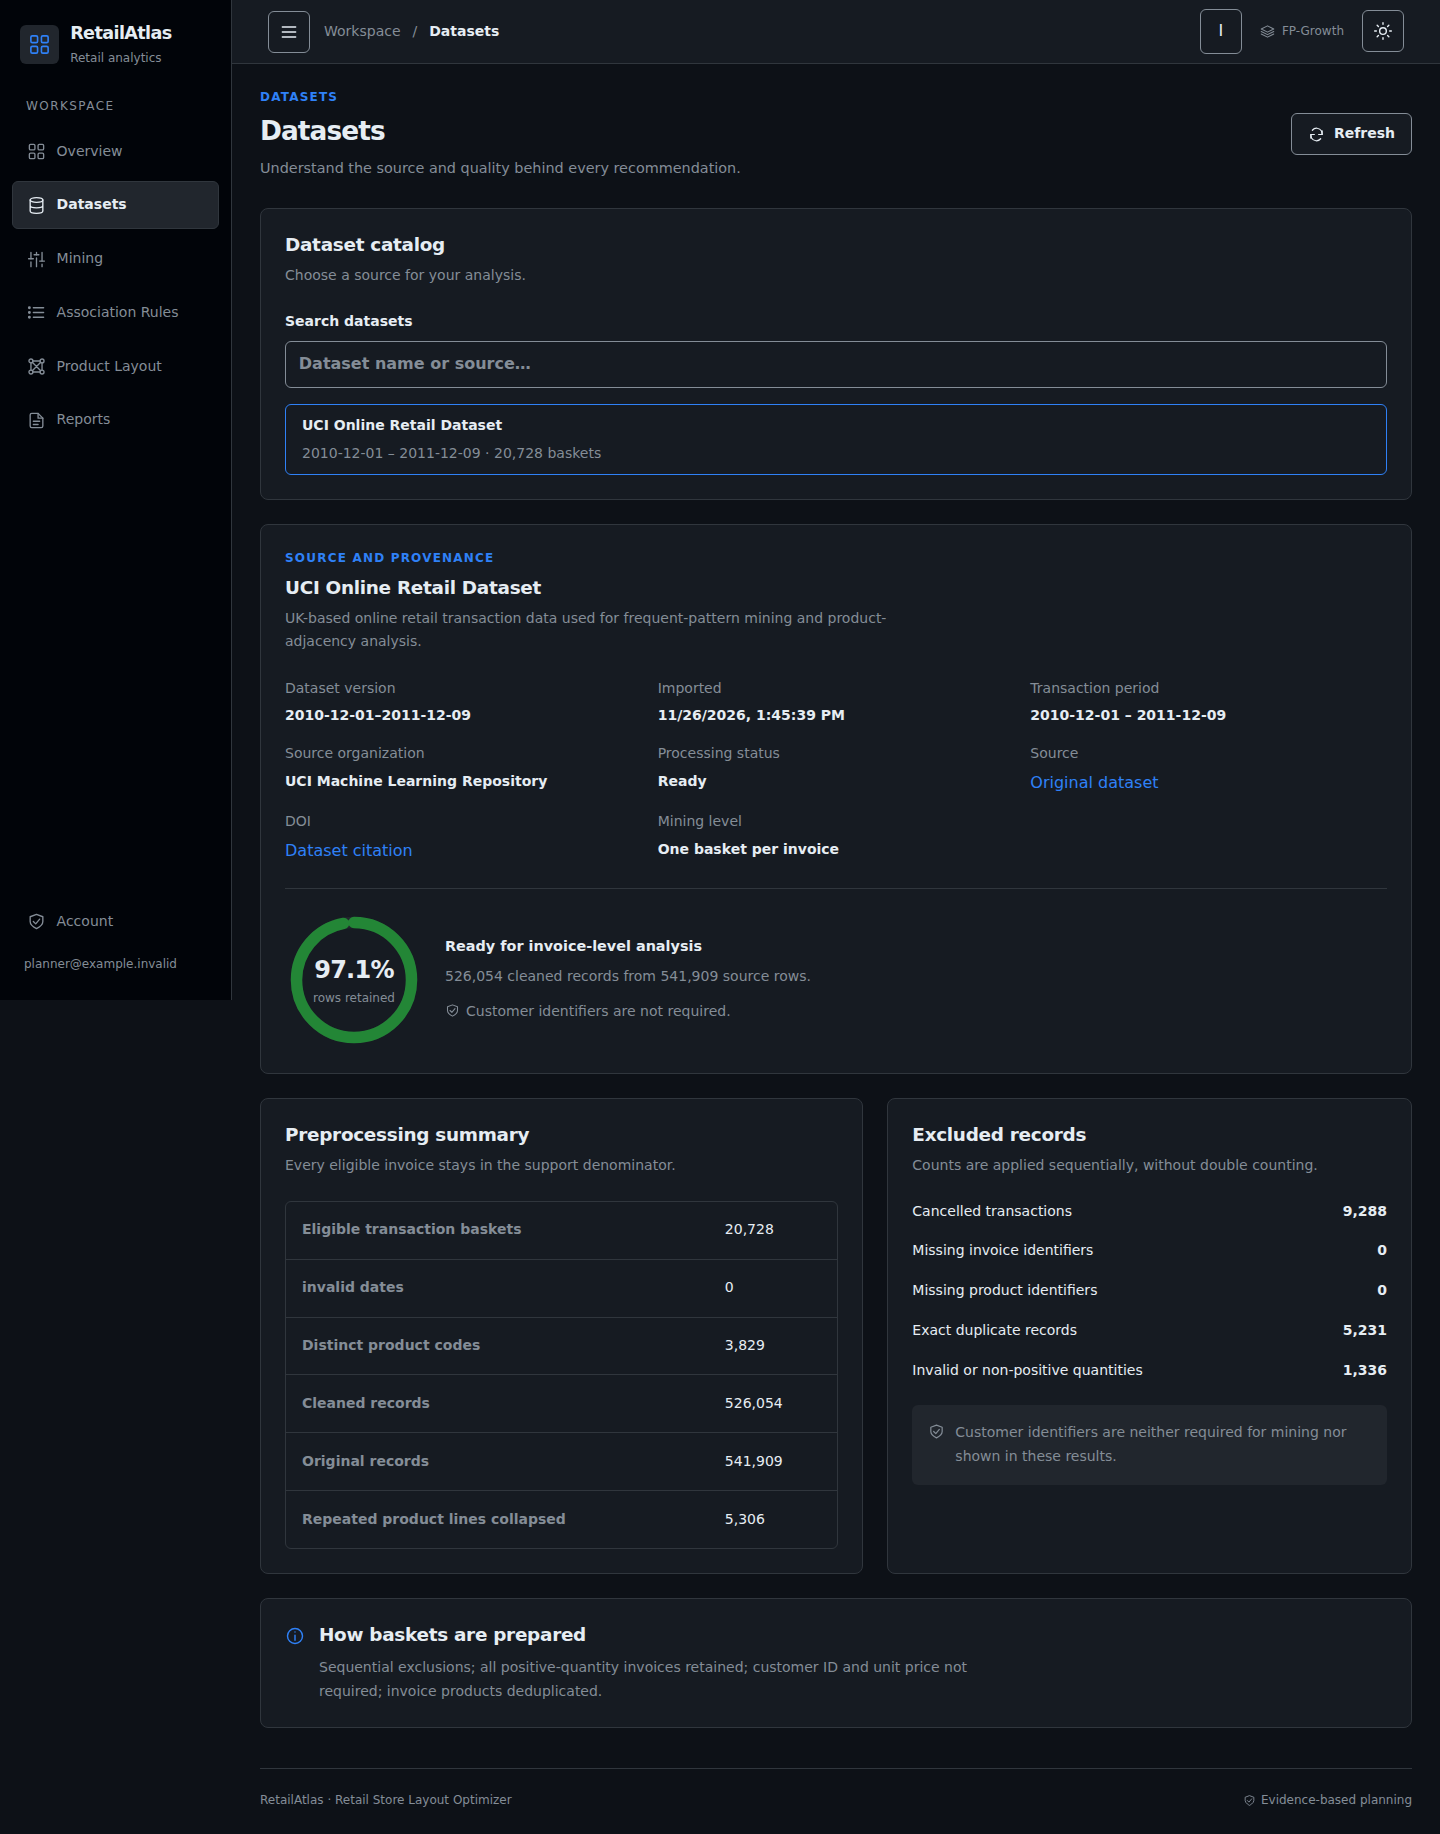 RetailAtlas
Retail analytics
WORKSPACE
Overview
Datasets
Mining
Association Rules
Product Layout
Reports
Account
planner@example.invalid
Workspace / Datasets
I
FP-Growth
DATASETS
Datasets
Understand the source and quality behind every recommendation.
Refresh
Dataset catalog
Choose a source for your analysis.
Search datasets
Dataset name or source…
UCI Online Retail Dataset
2010-12-01 – 2011-12-09 · 20,728 baskets
SOURCE AND PROVENANCE
UCI Online Retail Dataset
UK-based online retail transaction data used for frequent-pattern mining and product-
adjacency analysis.
Dataset version
2010-12-01–2011-12-09
Imported
11/26/2026, 1:45:39 PM
Transaction period
2010-12-01 – 2011-12-09
Source organization
UCI Machine Learning Repository
Processing status
Ready
Source
Original dataset
DOI
Dataset citation
Mining level
One basket per invoice
97.1%
rows retained
Ready for invoice-level analysis
526,054 cleaned records from 541,909 source rows.
Customer identifiers are not required.
Preprocessing summary
Every eligible invoice stays in the support denominator.
Eligible transaction baskets 20,728
invalid dates 0
Distinct product codes 3,829
Cleaned records 526,054
Original records 541,909
Repeated product lines collapsed 5,306
Excluded records
Counts are applied sequentially, without double counting.
Cancelled transactions 9,288
Missing invoice identifiers 0
Missing product identifiers 0
Exact duplicate records 5,231
Invalid or non-positive quantities 1,336
Customer identifiers are neither required for mining nor
shown in these results.
How baskets are prepared
Sequential exclusions; all positive-quantity invoices retained; customer ID and unit price not
required; invoice products deduplicated.
RetailAtlas · Retail Store Layout Optimizer
Evidence-based planning